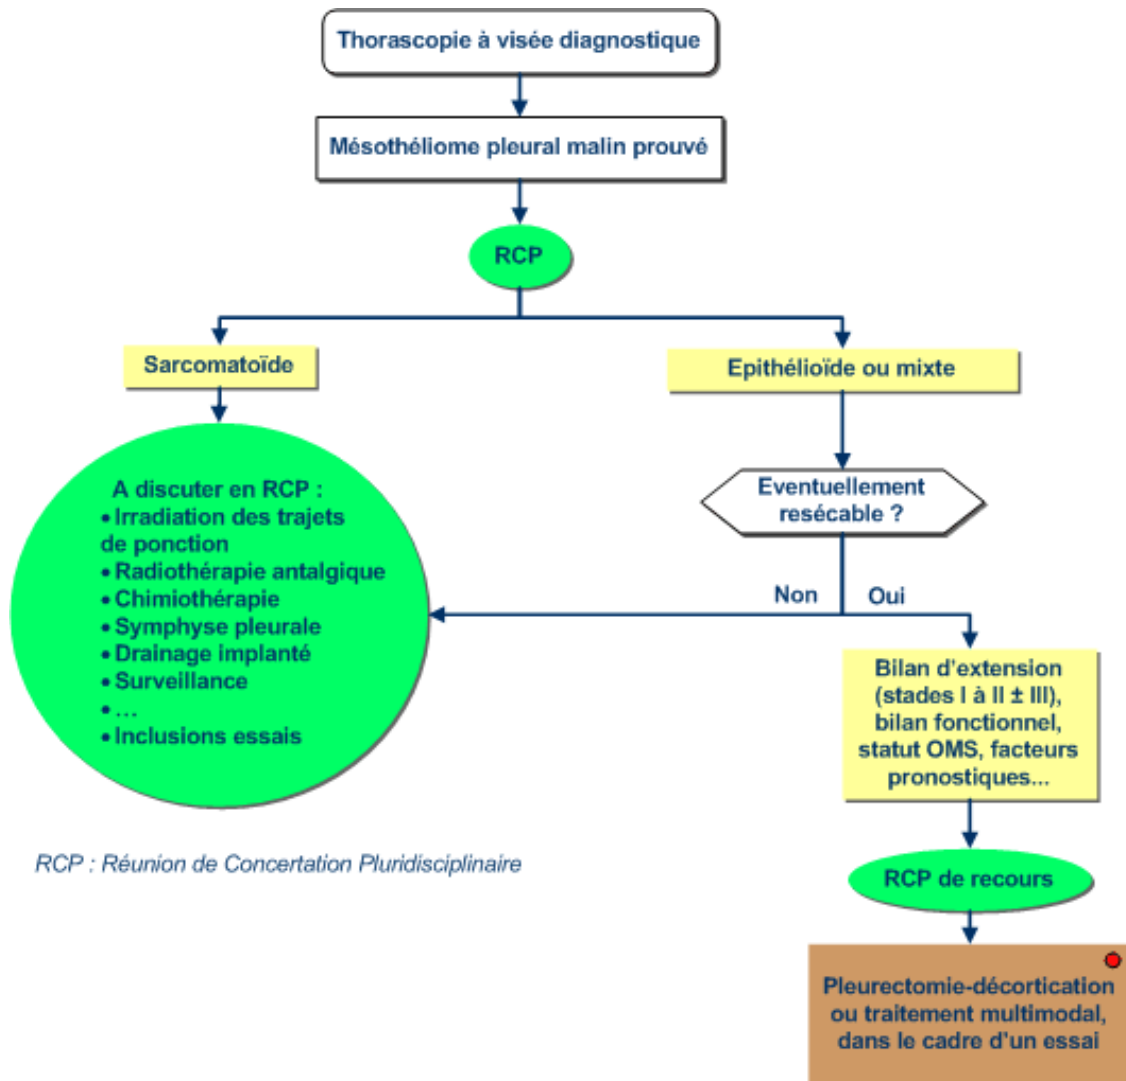 Thorascopie à visée diagnostique
Mésothéliome pleural malin prouvé
RCP
Sarcomatoïde
Epithélioïde ou mixte
A discuter en RCP :
• Irradiation des trajets
de ponction
• Radiothérapie antalgique
• Chimiothérapie
• Symphyse pleurale
• Drainage implanté
• Surveillance
• ...
• Inclusions essais
Eventuellement
resécable ?
Non
Oui
Bilan d'extension
(stades I à II ± III),
bilan fonctionnel,
statut OMS, facteurs
pronostiques...
RCP : Réunion de Concertation Pluridisciplinaire
RCP de recours
Pleurectomie-décortication
ou traitement multimodal,
dans le cadre d'un essai